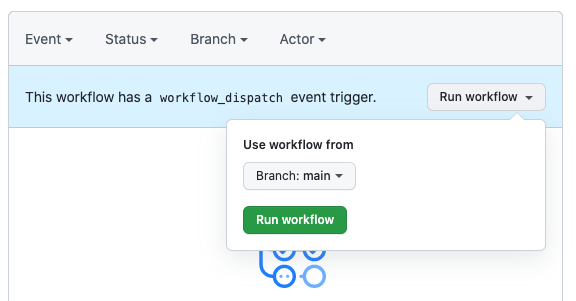 Event Status Branch Actor
This workflow has a workflow_dispatch event trigger. Run workflow
Use workflow from
Branch: main
Run workflow